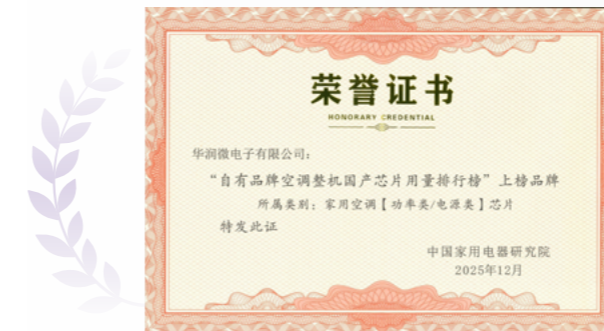 荣誉证书
HONORARY CREDENTIAL
华润微电子有限公司：
“自有品牌空调整机国产芯片用量排行榜”上榜品牌
所属类别：家用空调【功率类/电源类】芯片
特发此证
中国家用电器研究院
2025年12月